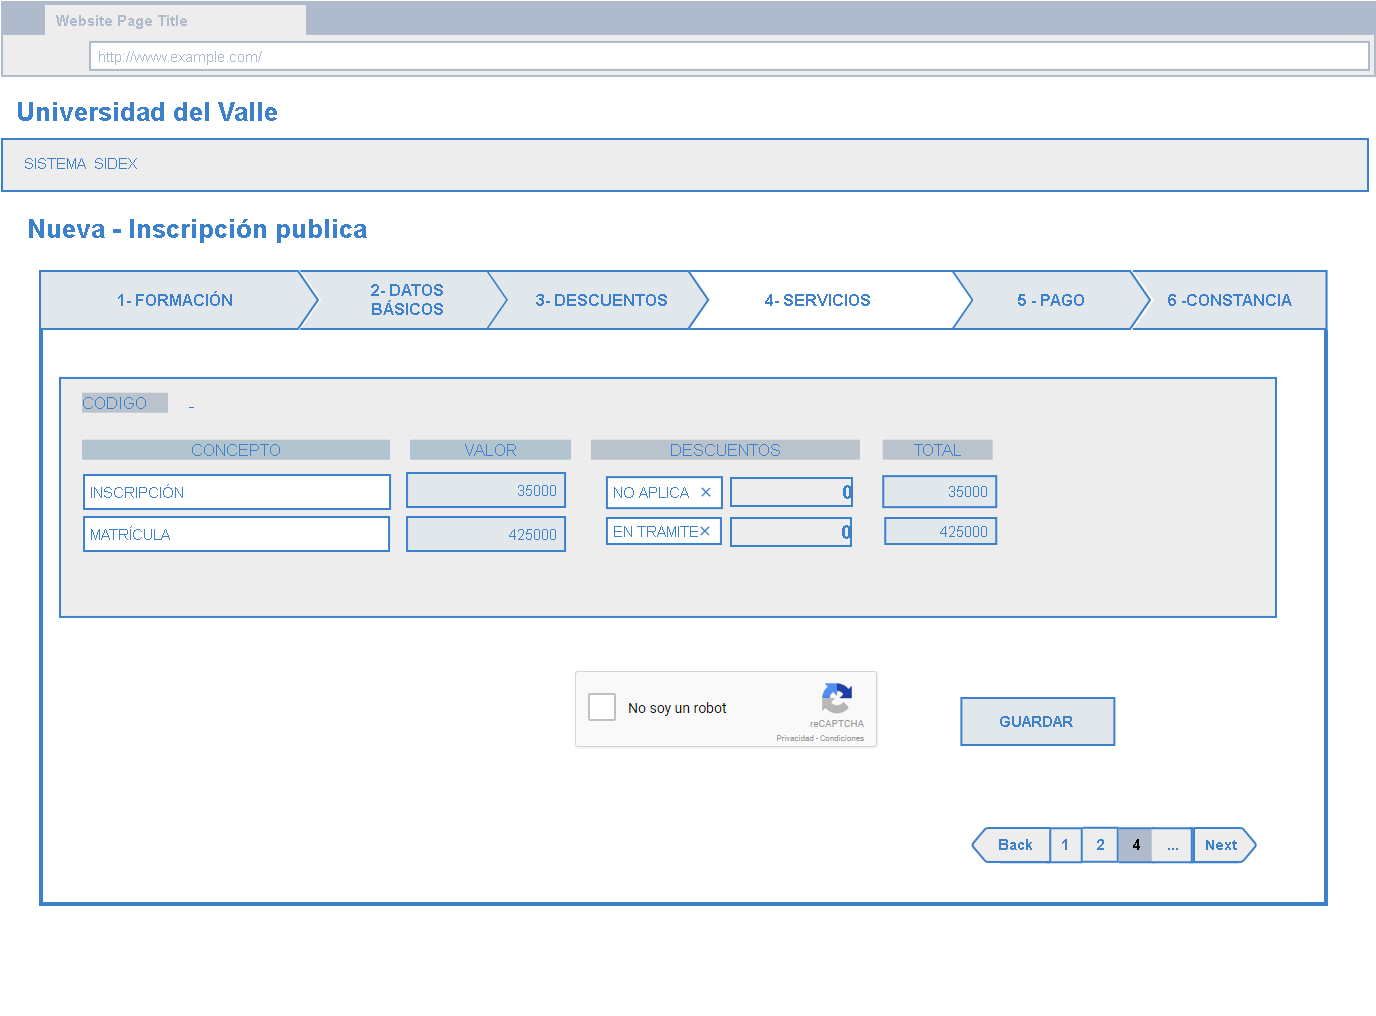 Website Page Title
http://www.example.com/
Universidad del Valle
SISTEMA SIDEX
Nueva - Inscripción publica
1- FORMACIÓN
2- DATOS
BÁSICOS
3- DESCUENTOS
4- SERVICIOS
5 - PAGO
6 -CONSTANCIA
CODIGO -
CONCEPTO VALOR DESCUENTOS TOTAL
INSCRIPCIÓN 35000 NO APLICA × 0 35000
MATRÍCULA 425000 EN TRAMITE× 0 425000
No soy un robot
reCAPTCHA
Privacidad - Condiciones
GUARDAR
Back 1 2 4 ... Next